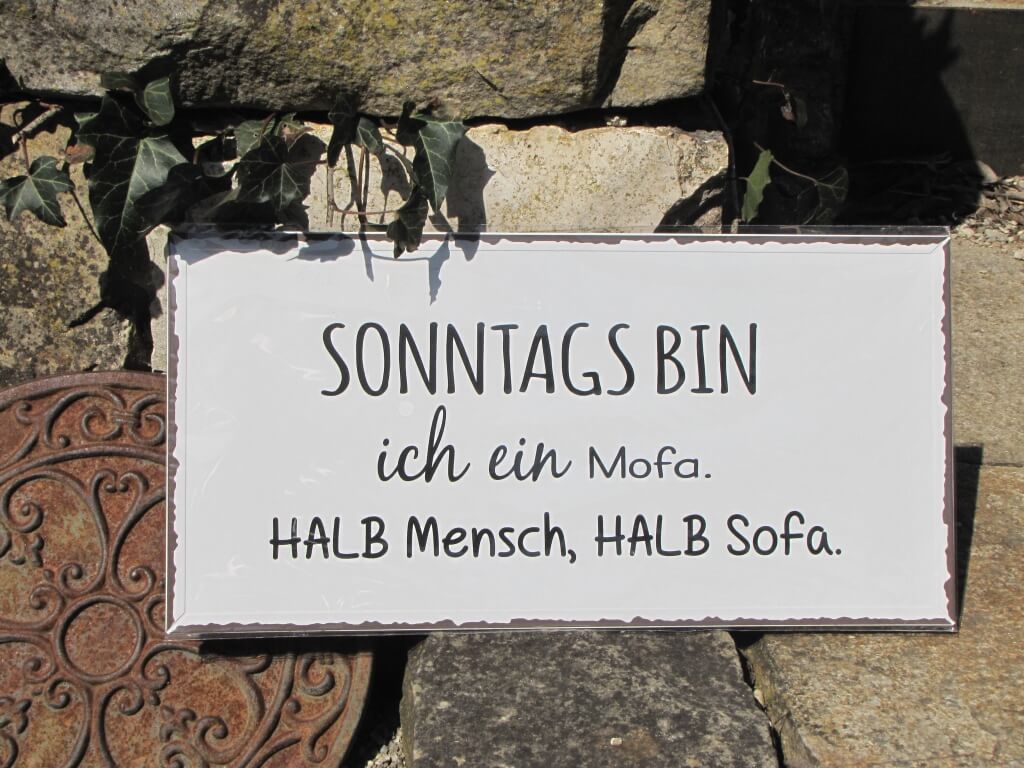 SONNTAGS BIN
ich ein Mofa.
HALB Mensch, HALB Sofa.